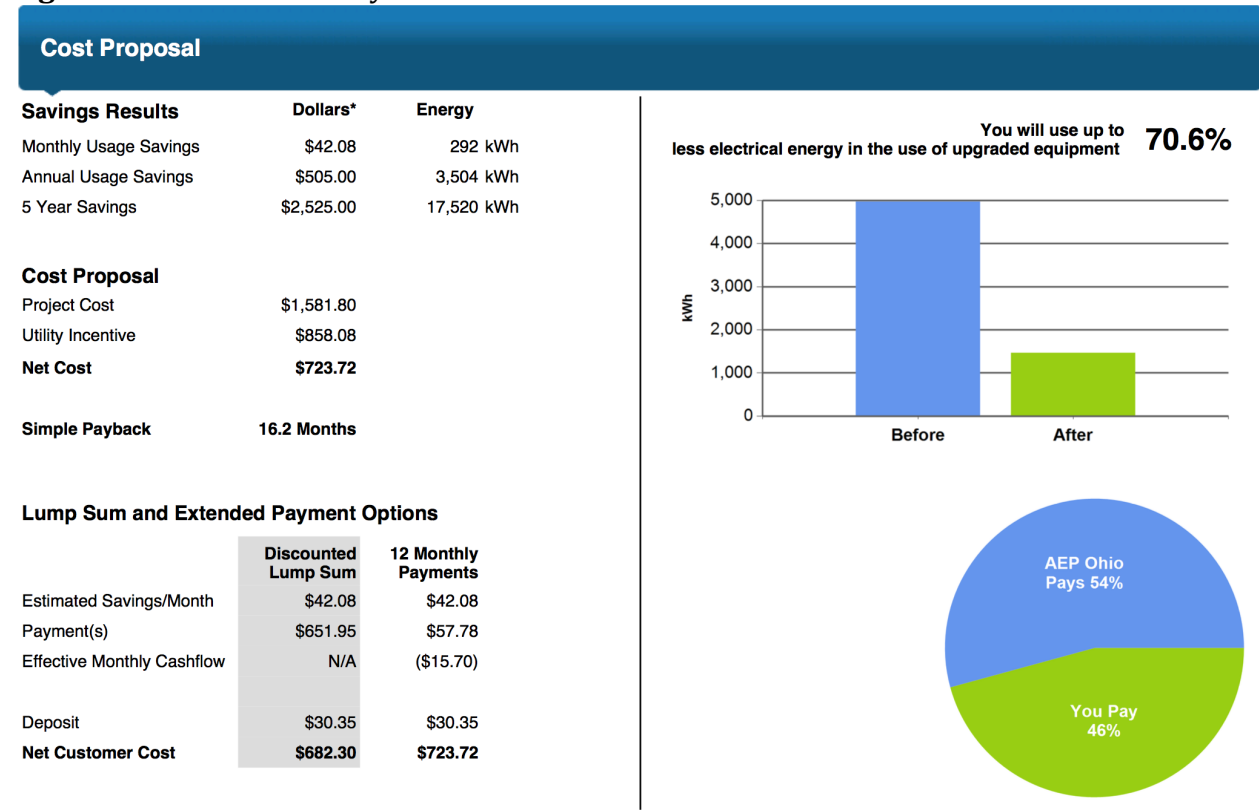 Cost Proposal
Savings Results Dollars* Energy
Monthly Usage Savings $42.08 292 kWh
Annual Usage Savings $505.00 3,504 kWh
5 Year Savings $2,525.00 17,520 kWh
Cost Proposal
Project Cost $1,581.80
Utility Incentive $858.08
Net Cost $723.72
Simple Payback 16.2 Months
Lump Sum and Extended Payment Options
Discounted 12 Monthly
Lump Sum Payments
Estimated Savings/Month $42.08 $42.08
Payment(s) $651.95 $57.78
Effective Monthly Cashflow N/A ($15.70)
Deposit $30.35 $30.35
Net Customer Cost $682.30 $723.72
You will use up to 70.6%
less electrical energy in the use of upgraded equipment
5,000
4,000
3,000
2,000
1,000
0
kWh
Before After
AEP Ohio
Pays 54%
You Pay
46%